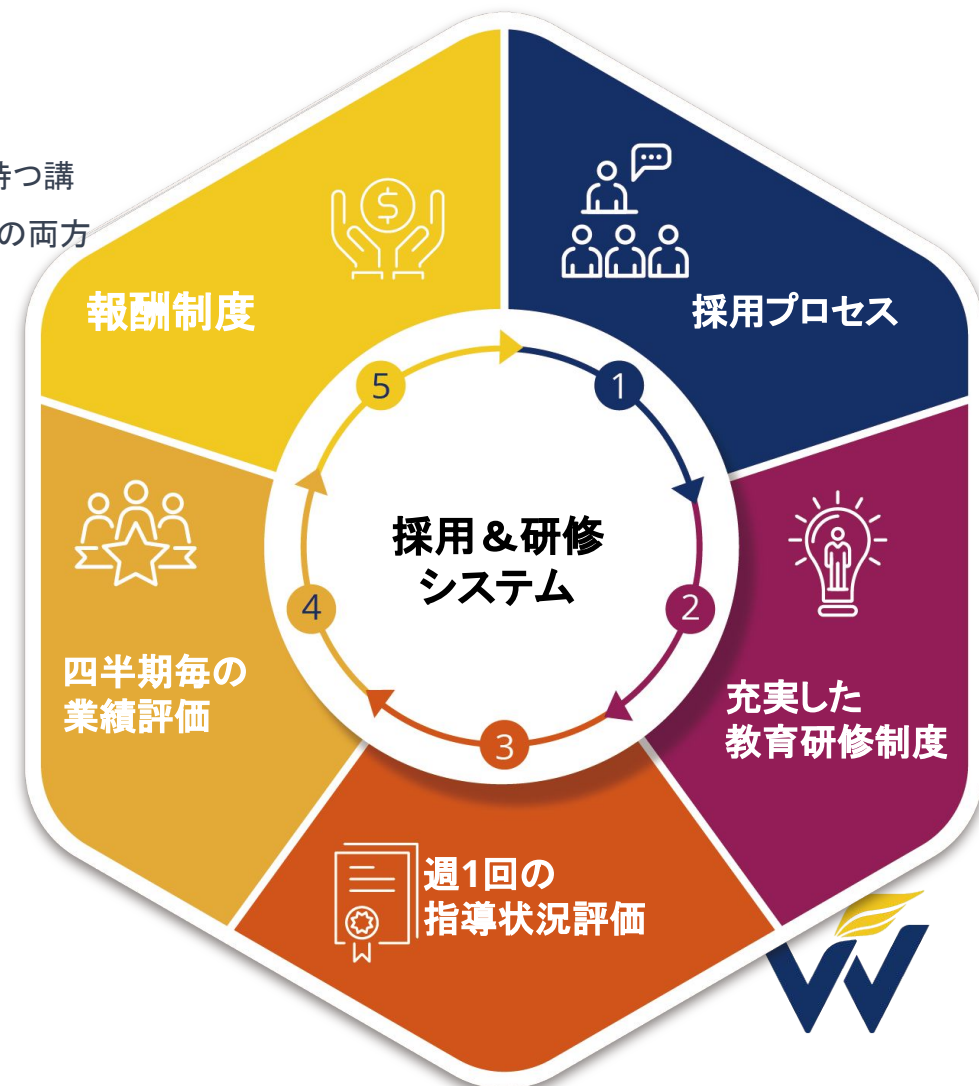 持つ講
の両方
報酬制度
採用プロセス
5
1
採用＆研修
システム
4
2
四半期毎の
業績評価
充実した
教育研修制度
3
週1回の
指導状況評価